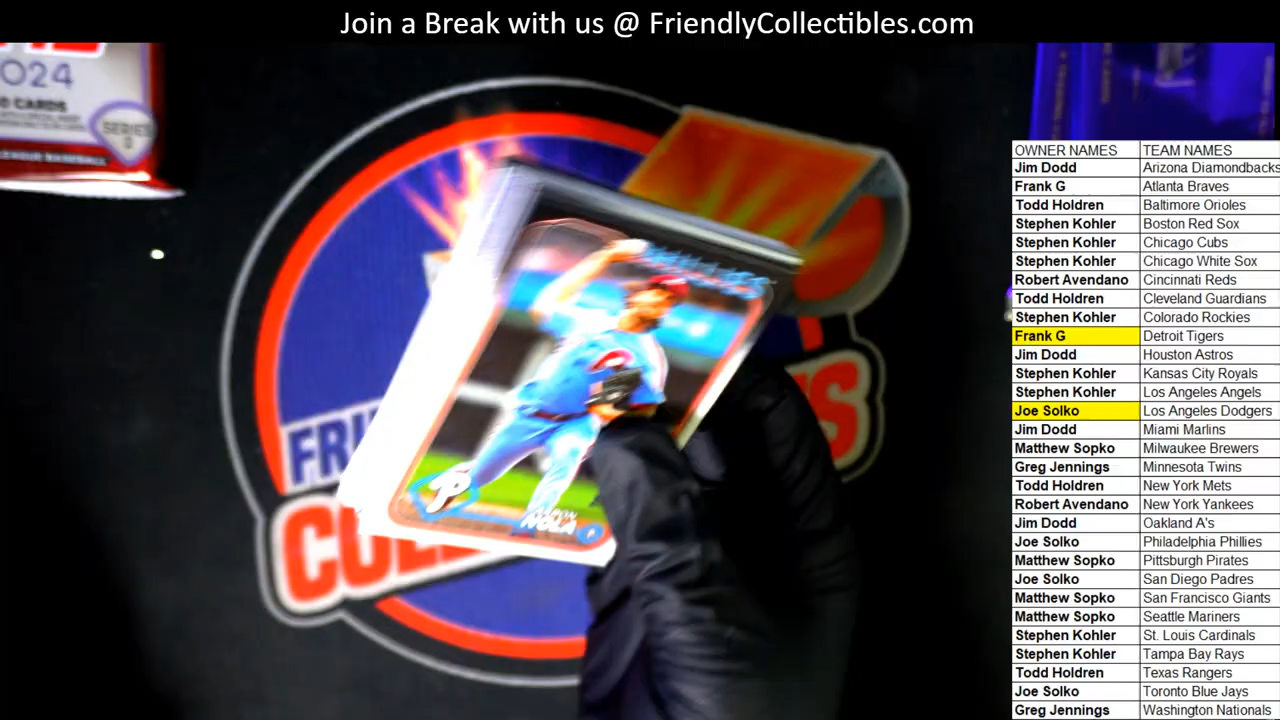 Join a Break with us @ FriendlyCollectibles.com
2024
CARDS
SERIES
LEAGUE BASEBALL
NOLA
P
OWNER NAMES TEAM NAMES
Jim Dodd Arizona Diamondbacks
Frank G Atlanta Braves
Todd Holdren Baltimore Orioles
Stephen Kohler Boston Red Sox
Stephen Kohler Chicago Cubs
Stephen Kohler Chicago White Sox
Robert Avendano Cincinnati Reds
Todd Holdren Cleveland Guardians
Stephen Kohler Colorado Rockies
Frank G Detroit Tigers
Jim Dodd Houston Astros
Stephen Kohler Kansas City Royals
Stephen Kohler Los Angeles Angels
Joe Solko Los Angeles Dodgers
Jim Dodd Miami Marlins
Matthew Sopko Milwaukee Brewers
Greg Jennings Minnesota Twins
Todd Holdren New York Mets
Robert Avendano New York Yankees
Jim Dodd Oakland A's
Joe Solko Philadelphia Phillies
Matthew Sopko Pittsburgh Pirates
Joe Solko San Diego Padres
Matthew Sopko San Francisco Giants
Matthew Sopko Seattle Mariners
Stephen Kohler St. Louis Cardinals
Stephen Kohler Tampa Bay Rays
Todd Holdren Texas Rangers
Joe Solko Toronto Blue Jays
Greg Jennings Washington Nationals